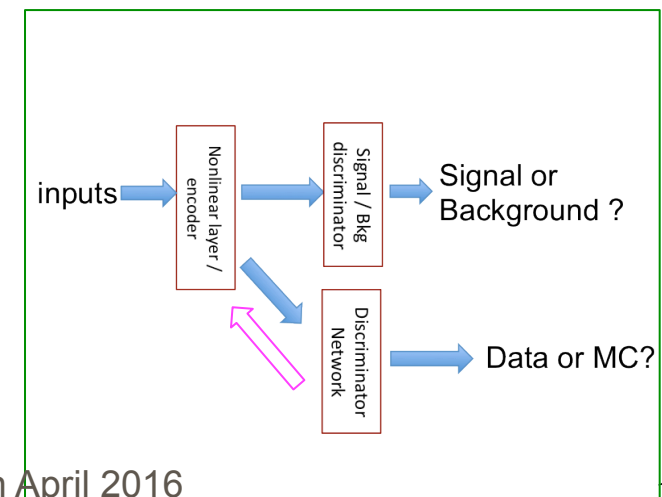 inputs
Nonlinear layer /
encoder
Signal / Bkg
discriminator
Signal or
Background ?
Discriminator
Network
Data or MC?
April 2016